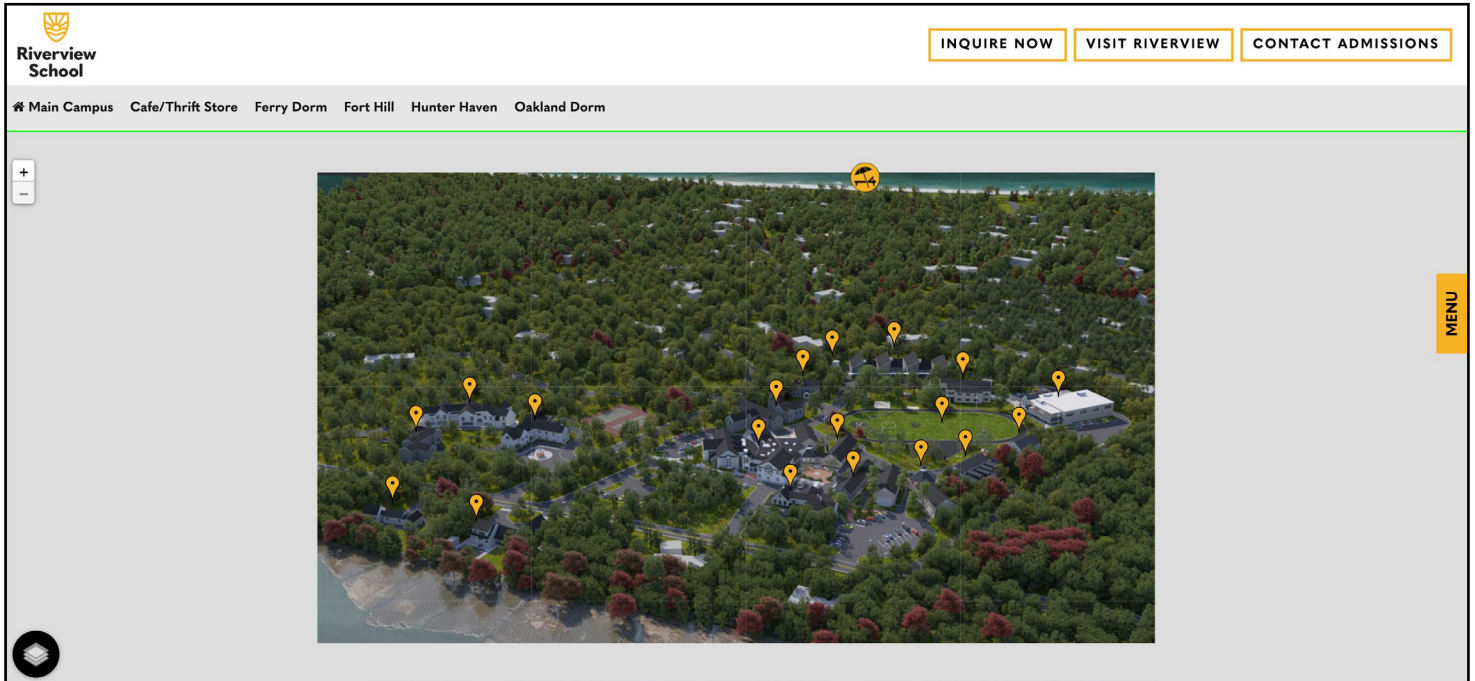 Riverview
School
INQUIRE NOW
VISIT RIVERVIEW
CONTACT ADMISSIONS
Main Campus
Cafe/Thrift Store
Ferry Dorm
Fort Hill
Hunter Haven
Oakland Dorm
+
−
MENU